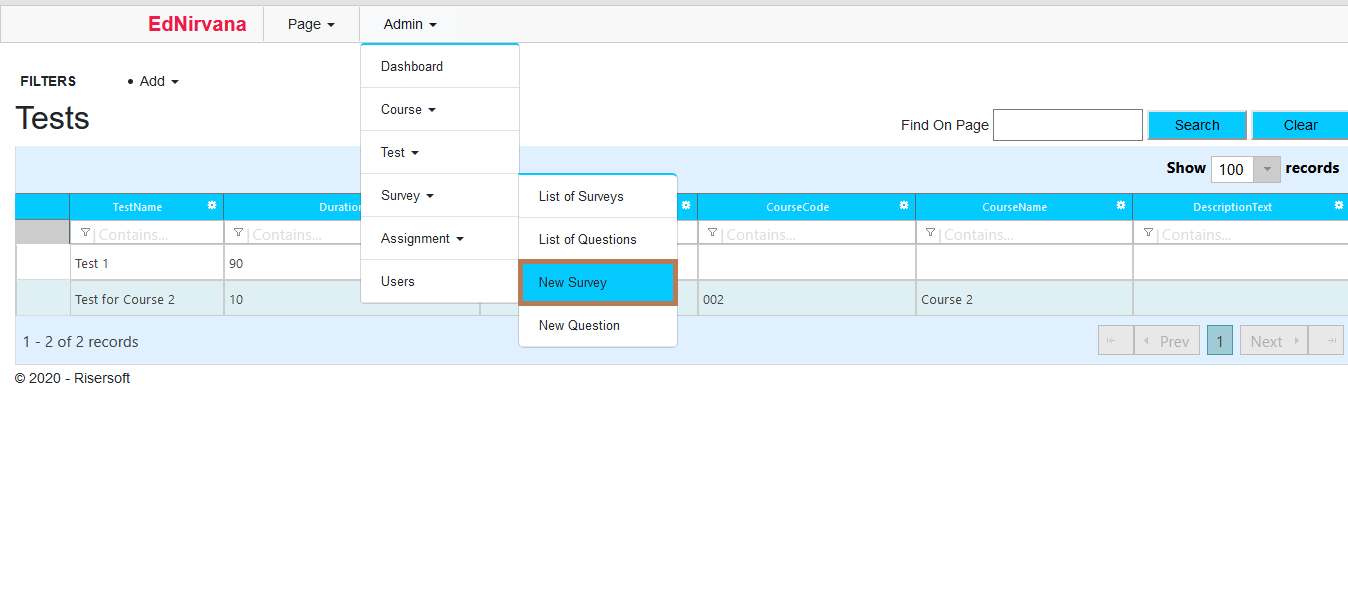 EdNirvana Page Admin
Dashboard
FILTERS • Add
Course
Tests
Find On Page Search Clear
Test
Show 100 records
Survey
List of Surveys
TestName Duration CourseCode CourseName DescriptionText
Contains... Contains... Contains... Contains... Contains...
Assignment
List of Questions
Test 1 90
Users
New Survey
Test for Course 2 10 002 Course 2
New Question
1 - 2 of 2 records
Prev 1 Next
© 2020 - Risersoft